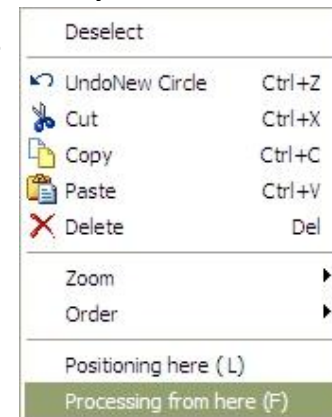 Deselect
UndoNew Circle Ctrl+Z
Cut Ctrl+X
Copy Ctrl+C
Paste Ctrl+V
Delete Del
Zoom
Order
Positioning here (L)
Processing from here (F)